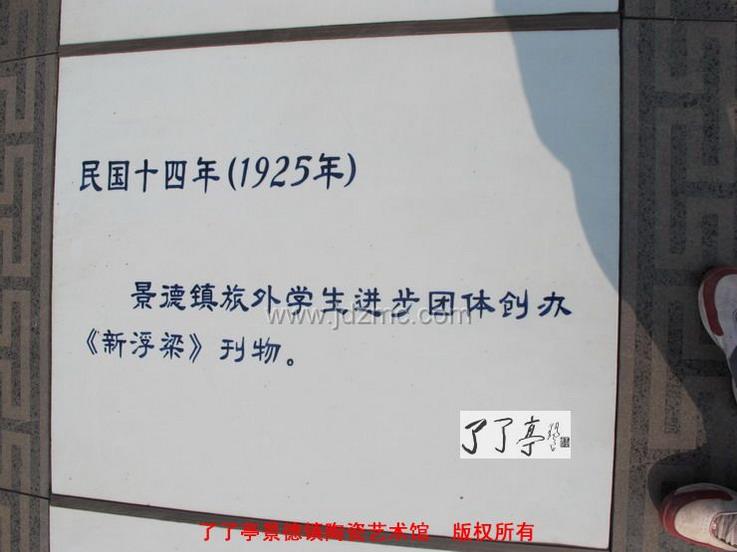 民国十四年(1925年)
景德镇旅外学生进步团体创办
《新浮梁》刊物。
www.jdzmc.com
了了亭
了了亭景德镇陶瓷艺术馆 版权所有